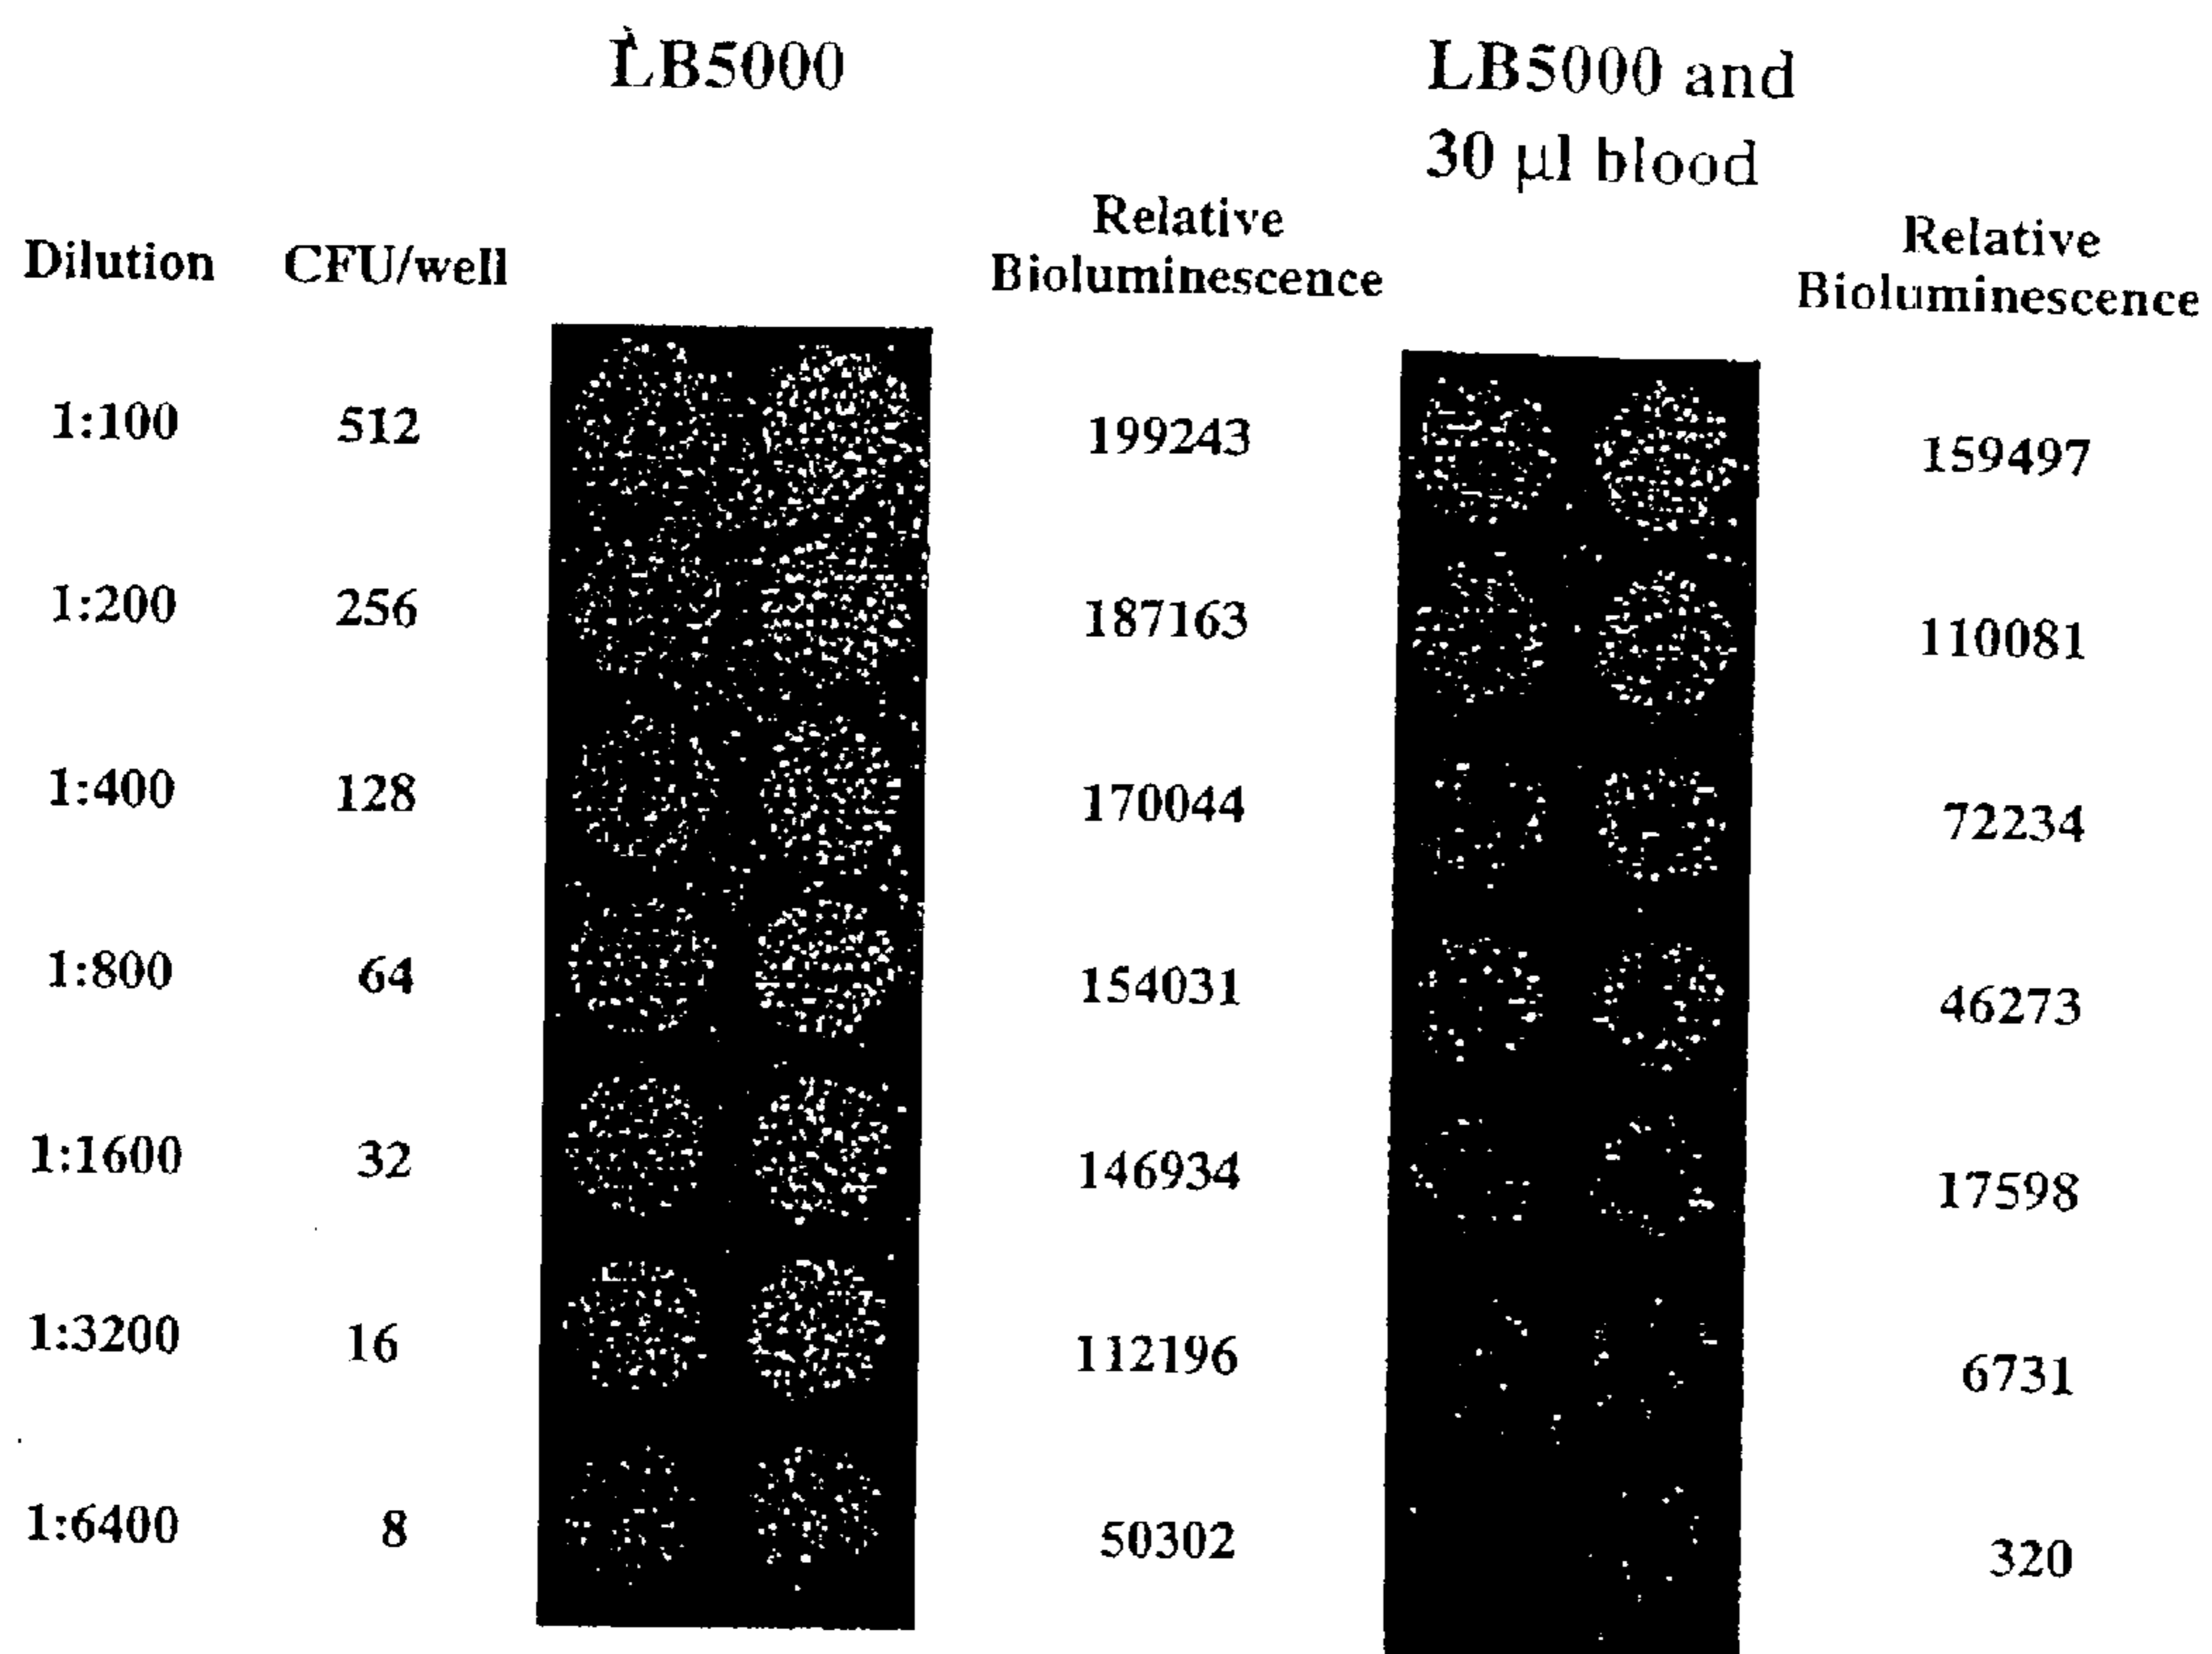 LB5000
LB5000 and
30 µl blood
Dilution CFU/well Relative Bioluminescence Relative Bioluminescence
1:100 512 199243 159497
1:200 256 187163 110081
1:400 128 170044 72234
1:800 64 154031 46273
1:1600 32 146934 17598
1:3200 16 112196 6731
1:6400 8 50302 320